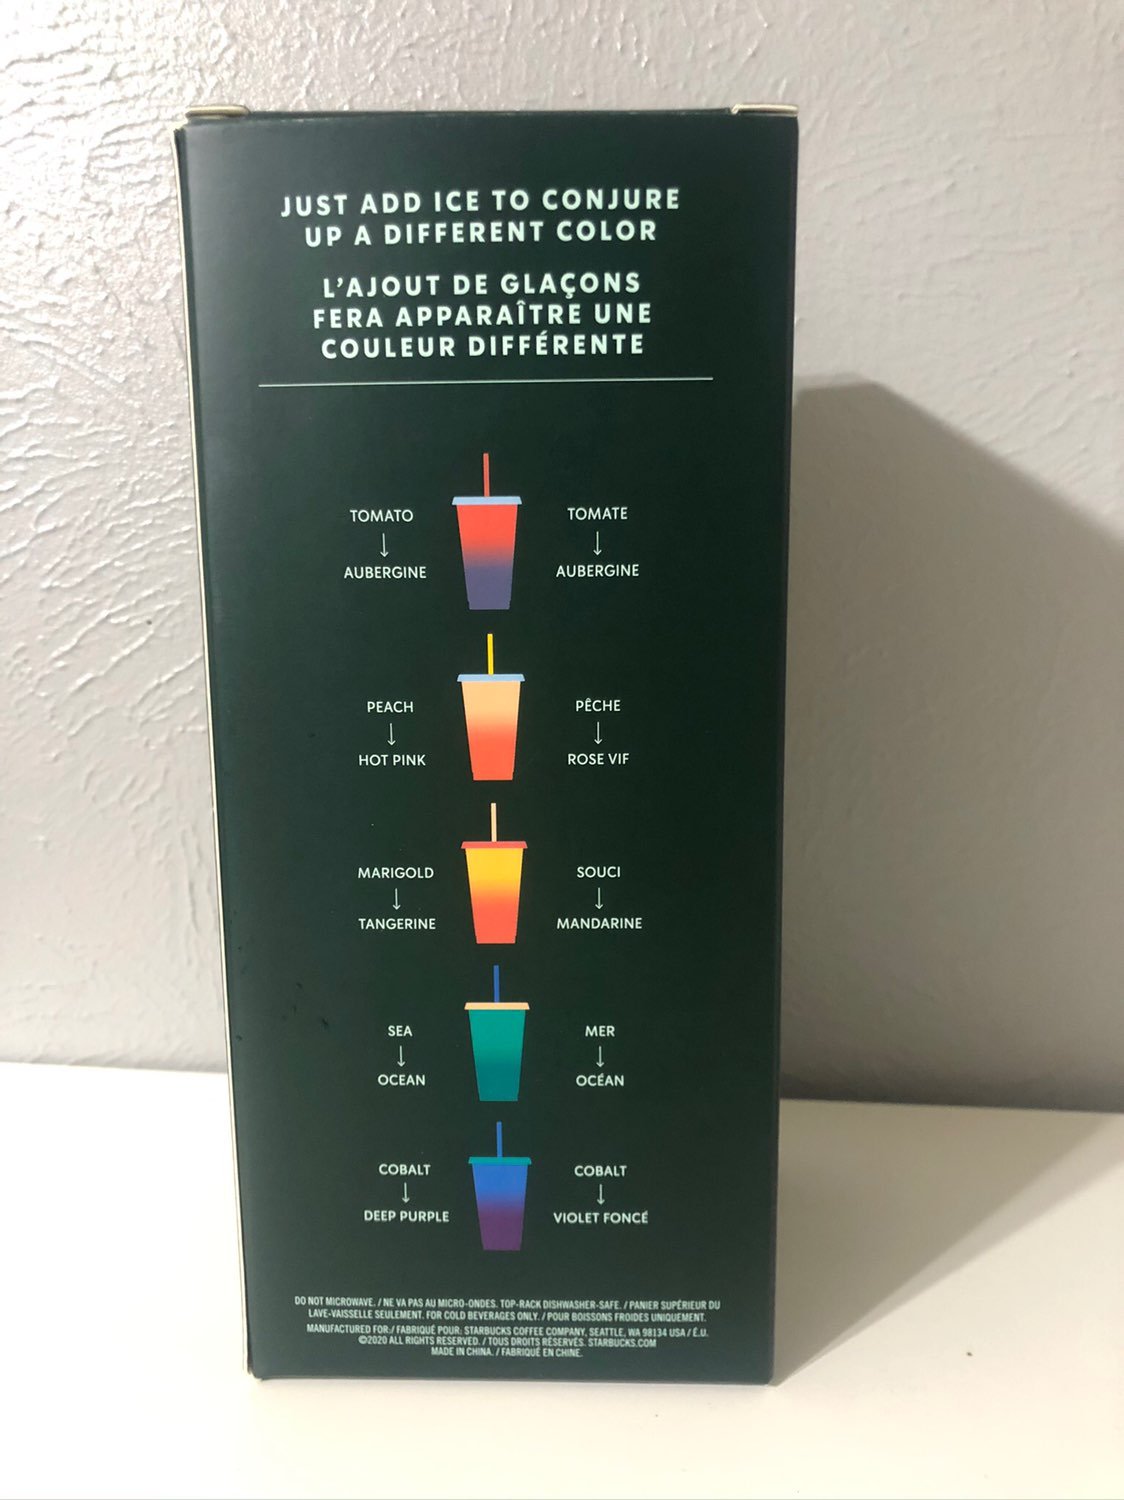 JUST ADD ICE TO CONJURE
UP A DIFFERENT COLOR
L'AJOUT DE GLAÇONS
FERA APPARAÎTRE UNE
COULEUR DIFFÉRENTE
TOMATO
↓
AUBERGINE
TOMATE
↓
AUBERGINE
PEACH
↓
HOT PINK
PÊCHE
↓
ROSE VIF
MARIGOLD
↓
TANGERINE
SOUCI
↓
MANDARINE
SEA
↓
OCEAN
MER
↓
OCÉAN
COBALT
↓
DEEP PURPLE
COBALT
↓
VIOLET FONCÉ
DO NOT MICROWAVE. / NE VA PAS AU MICRO-ONDES. TOP-RACK DISHWASHER-SAFE. / PANIER SUPÉRIEUR DU
LAVE-VAISSELLE SEULEMENT. FOR COLD BEVERAGES ONLY. / POUR BOISSONS FROIDES UNIQUEMENT.
MANUFACTURED FOR:/ FABRIQUÉ POUR: STARBUCKS COFFEE COMPANY, SEATTLE, WA 98134 USA / É.U.
©2020 ALL RIGHTS RESERVED. / TOUS DROITS RÉSERVÉS. STARBUCKS.COM
MADE IN CHINA. / FABRIQUÉ EN CHINE.